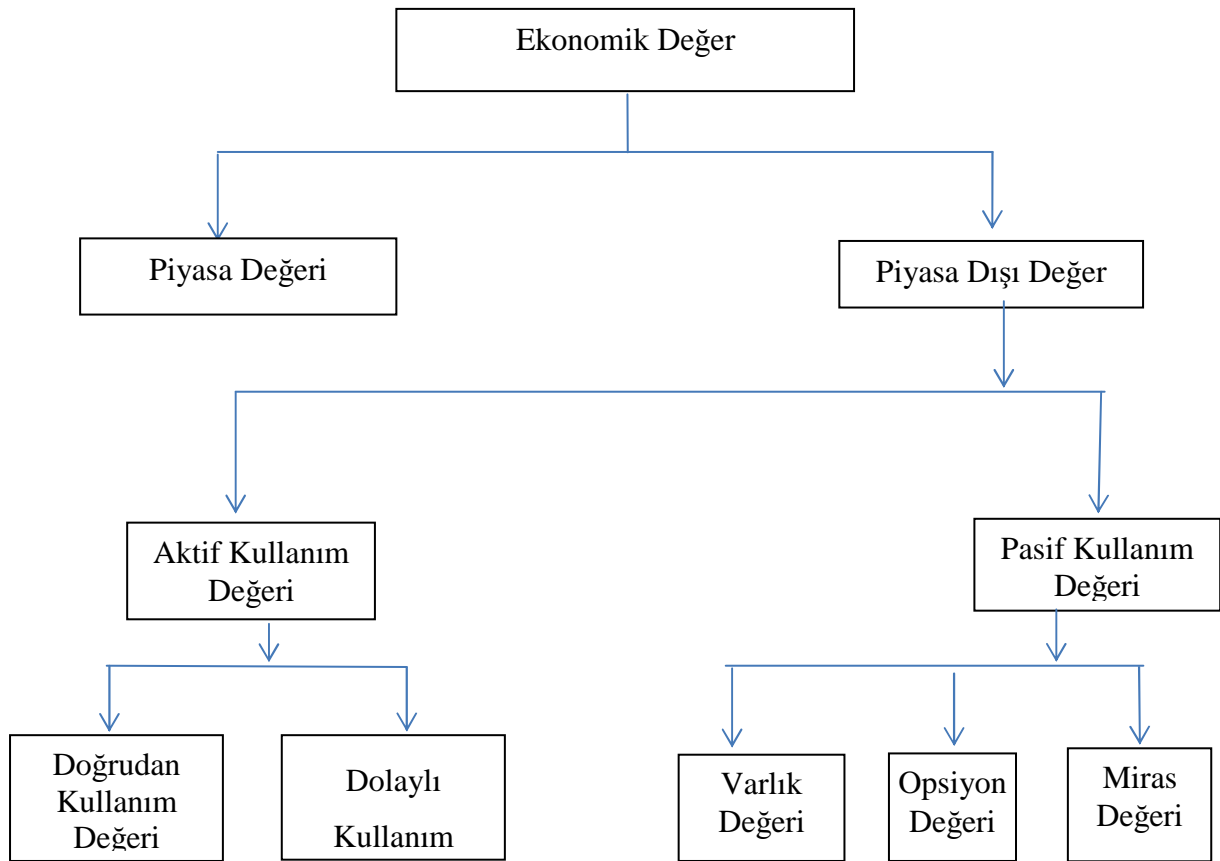 Ekonomik Değer
Piyasa Değeri
Piyasa Dışı Değer
Aktif Kullanım
Değeri
Pasif Kullanım
Değeri
Doğrudan
Kullanım
Değeri
Dolaylı
Kullanım
Varlık
Değeri
Opsiyon
Değeri
Miras
Değeri